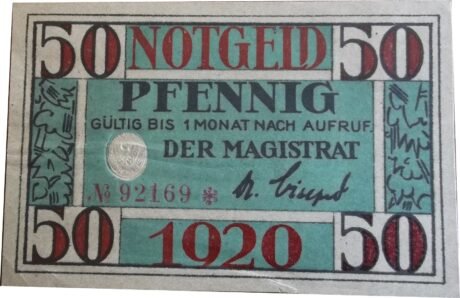 50 NOTGELD 50
PFENNIG
GÜLTIG BIS 1 MONAT NACH AUFRUF.
DER MAGISTRAT
№ 92169 *
50 1920 50